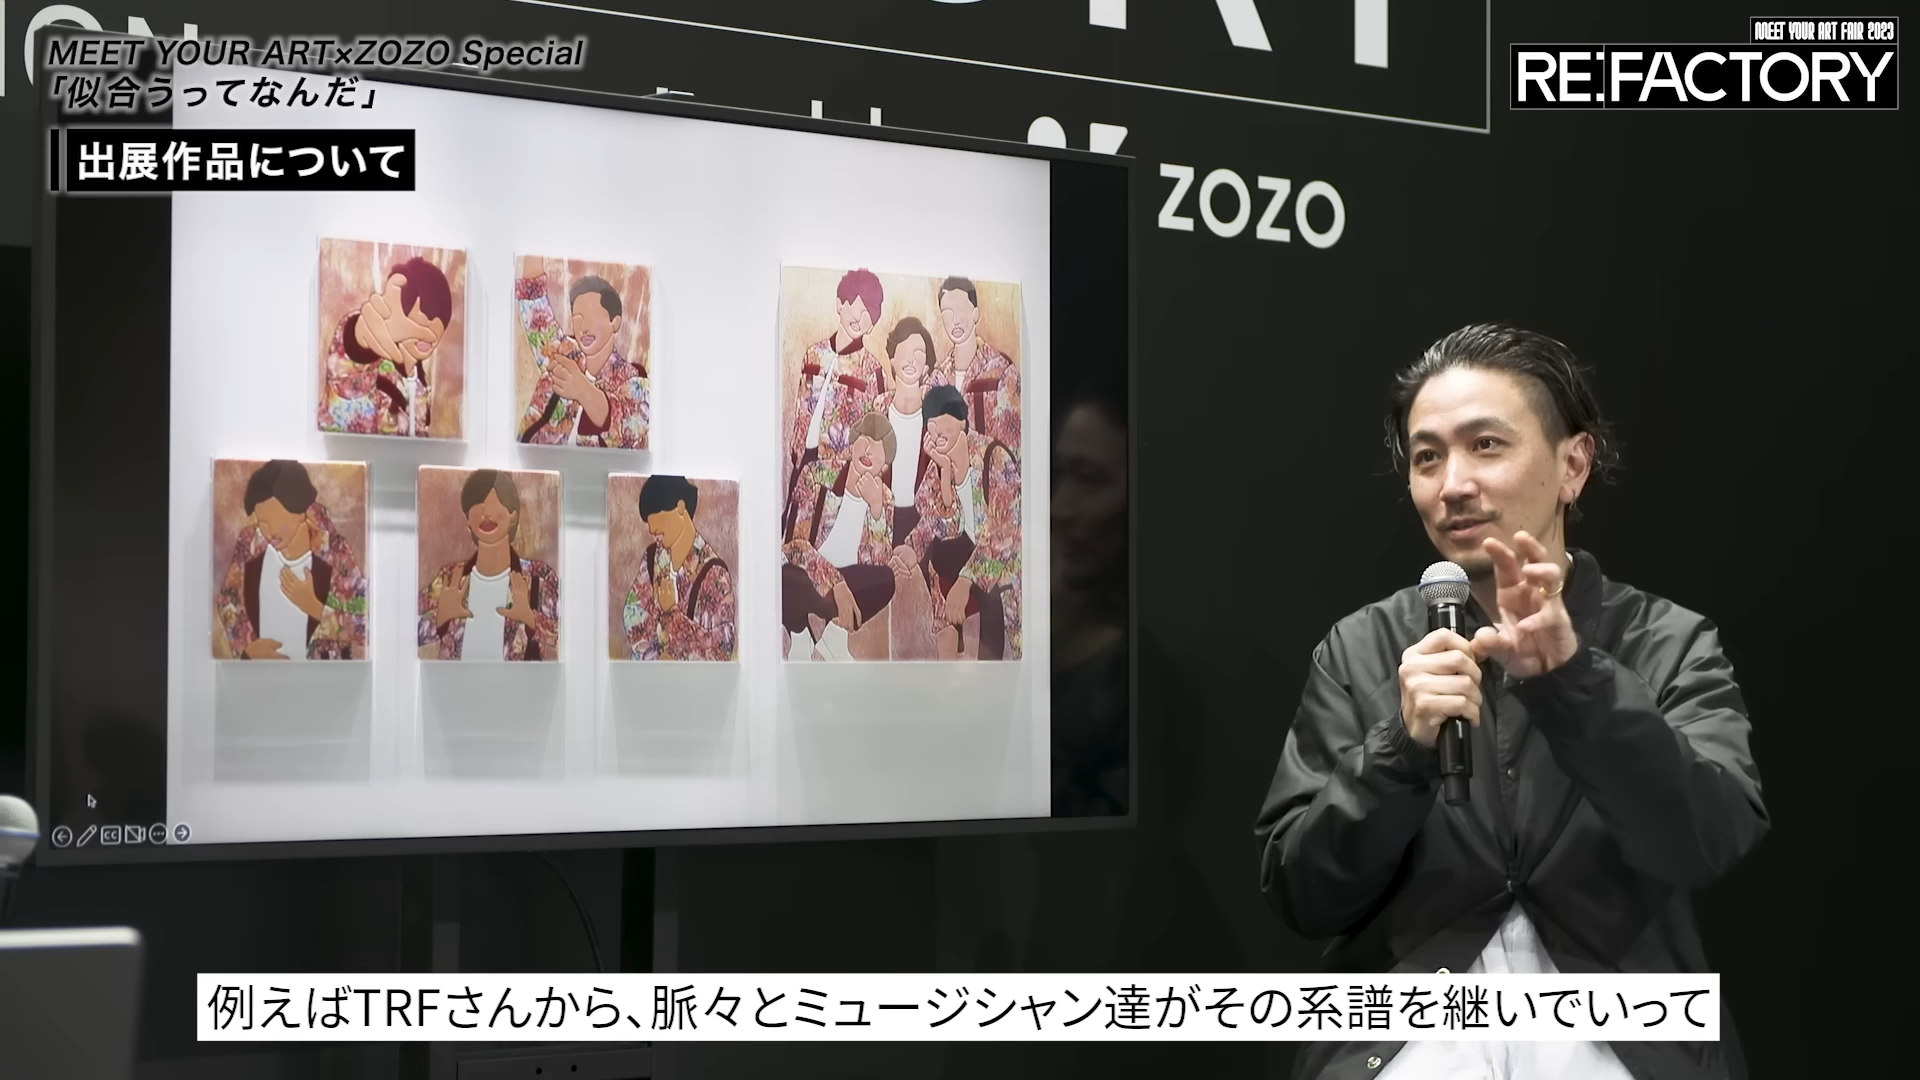 MEET YOUR ART×ZOZO Special
「似合うってなんだ」
出展作品について
MEET YOUR ART FAIR 2023
RE:FACTORY
ZOZO
CC
例えばTRFさんから、脈々とミュージシャン達がその系譜を継いでいって